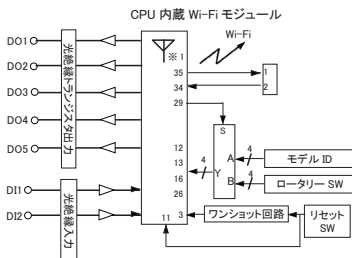 CPU 内蔵 Wi-Fi モジュール
Wi-Fi
※1
DO1
DO2
DO3
DO4
DO5
光絶縁トランジスタ出力
DI1
DI2
光絶縁入力
35
34
29
12
13
16
26
11
3
1
2
S
A
B
Y
4
4
4
モデル ID
ロータリー SW
ワンショット回路
リセット
SW